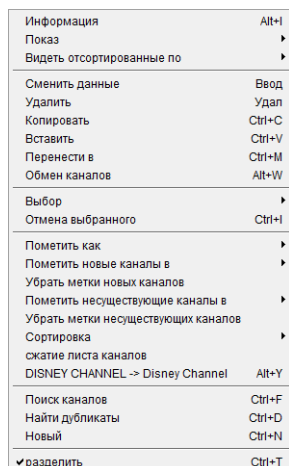 Информация Alt+I
Показ
Видеть отсортированные по
Сменить данные Ввод
Удалить Удал
Копировать Ctrl+C
Вставить Ctrl+V
Перенести в Ctrl+M
Обмен каналов Alt+W
Выбор
Отмена выбранного Ctrl+I
Пометить как
Пометить новые каналы в
Убрать метки новых каналов
Пометить несуществующие каналы в
Убрать метки несуществующих каналов
Сортировка
сжатие листа каналов
DISNEY CHANNEL -> Disney Channel Alt+Y
Поиск каналов Ctrl+F
Найти дубликаты Ctrl+D
Новый Ctrl+N
разделить Ctrl+T